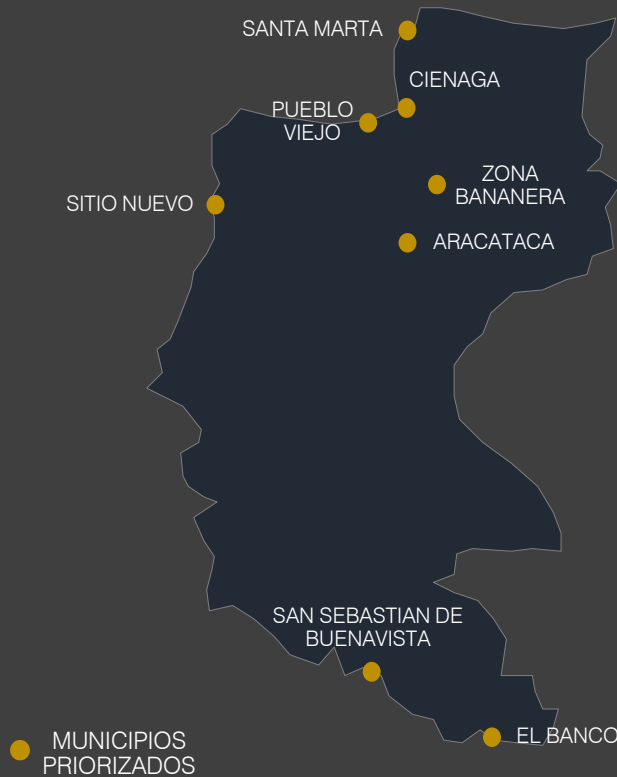 SANTA MARTA
CIENAGA
PUEBLO
VIEJO
ZONA
BANANERA
SITIO NUEVO
ARACATACA
SAN SEBASTIAN DE
BUENAVISTA
EL BANCO
MUNICIPIOS
PRIORIZADOS